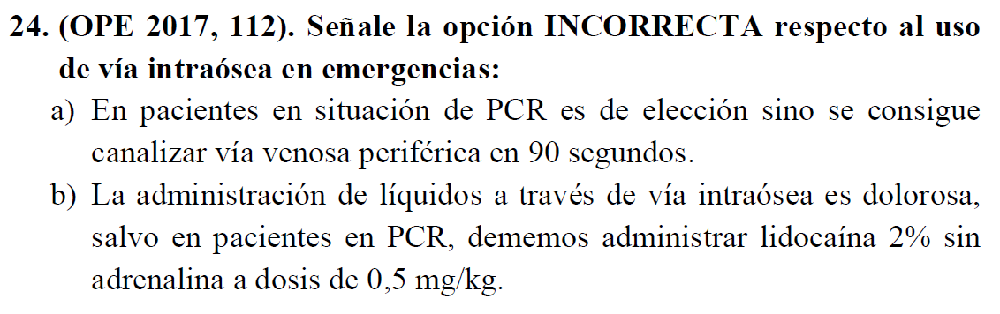 24. (OPE 2017, 112). Señale la opción INCORRECTA respecto al uso
de vía intraósea en emergencias:
a) En pacientes en situación de PCR es de elección sino se consigue
canalizar vía venosa periférica en 90 segundos.
b) La administración de líquidos a través de vía intraósea es dolorosa,
salvo en pacientes en PCR, dememos administrar lidocaína 2% sin
adrenalina a dosis de 0,5 mg/kg.